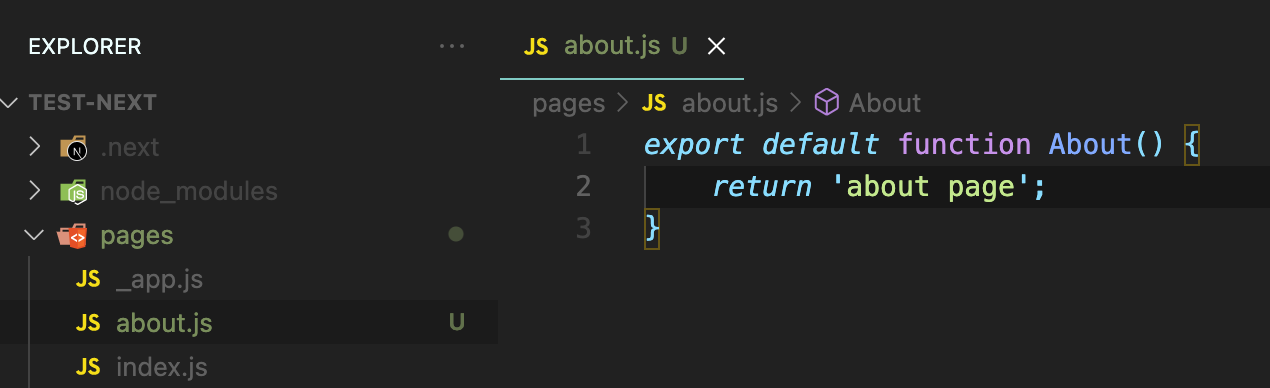 EXPLORER
···
JS about.js U
TEST-NEXT
pages > JS about.js > About
N .next
JS node_modules
pages
JS _app.js
JS about.js U
JS index.js
1 export default function About() {
2 return 'about page';
3 }